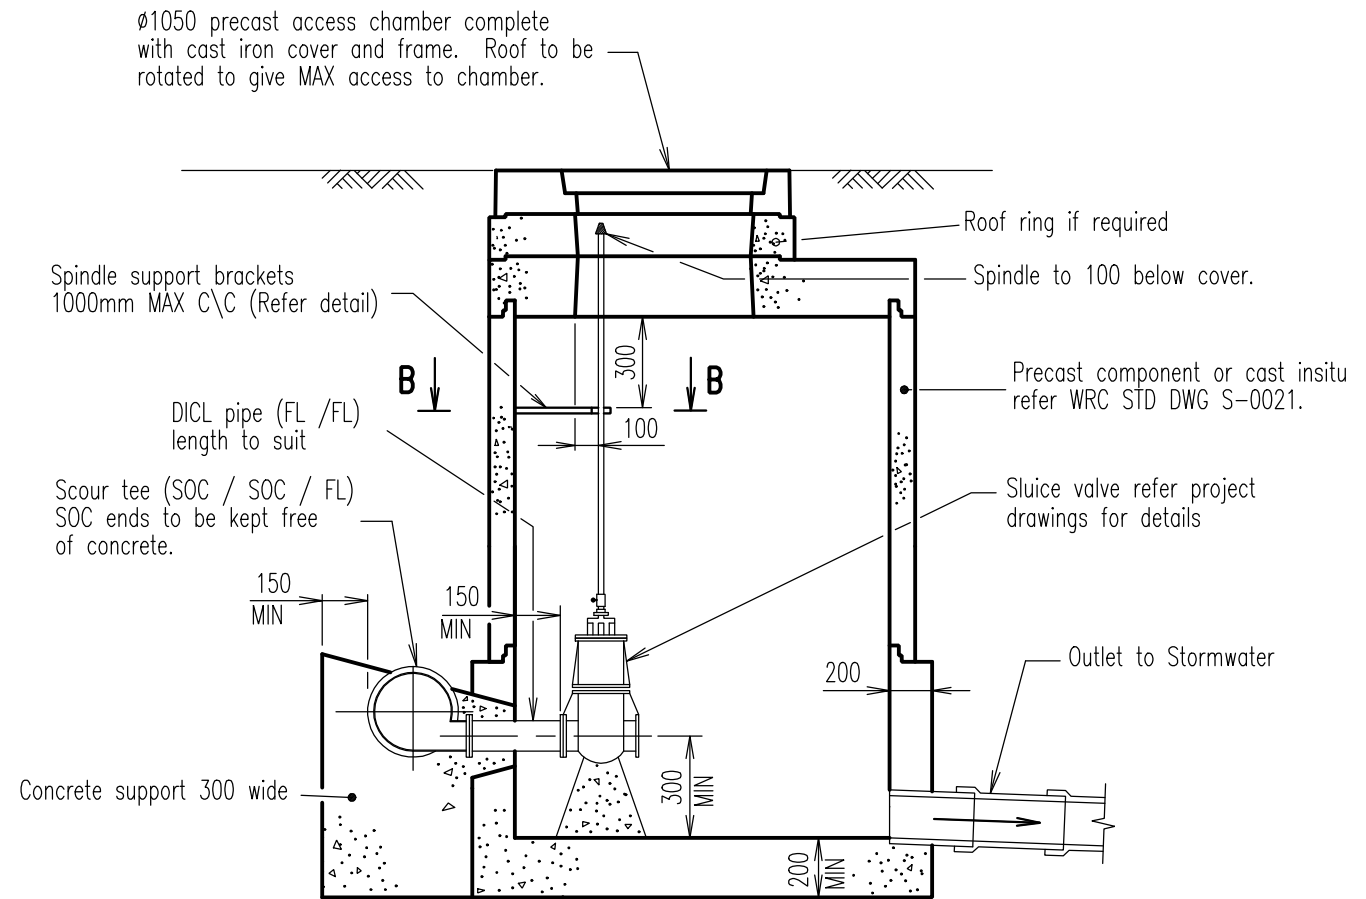 ø1050 precast access chamber complete
with cast iron cover and frame. Roof to be
rotated to give MAX access to chamber.
Roof ring if required
Spindle support brackets
1000mm MAX C\C (Refer detail)
Spindle to 100 below cover.
300
B
B
Precast component or cast insitu
refer WRC STD DWG S-0021.
DICL pipe (FL /FL)
length to suit
100
Scour tee (SOC / SOC / FL)
SOC ends to be kept free
of concrete.
Sluice valve refer project
drawings for details
150
MIN
150
MIN
200
Outlet to Stormwater
Concrete support 300 wide
300
MIN
200
MIN